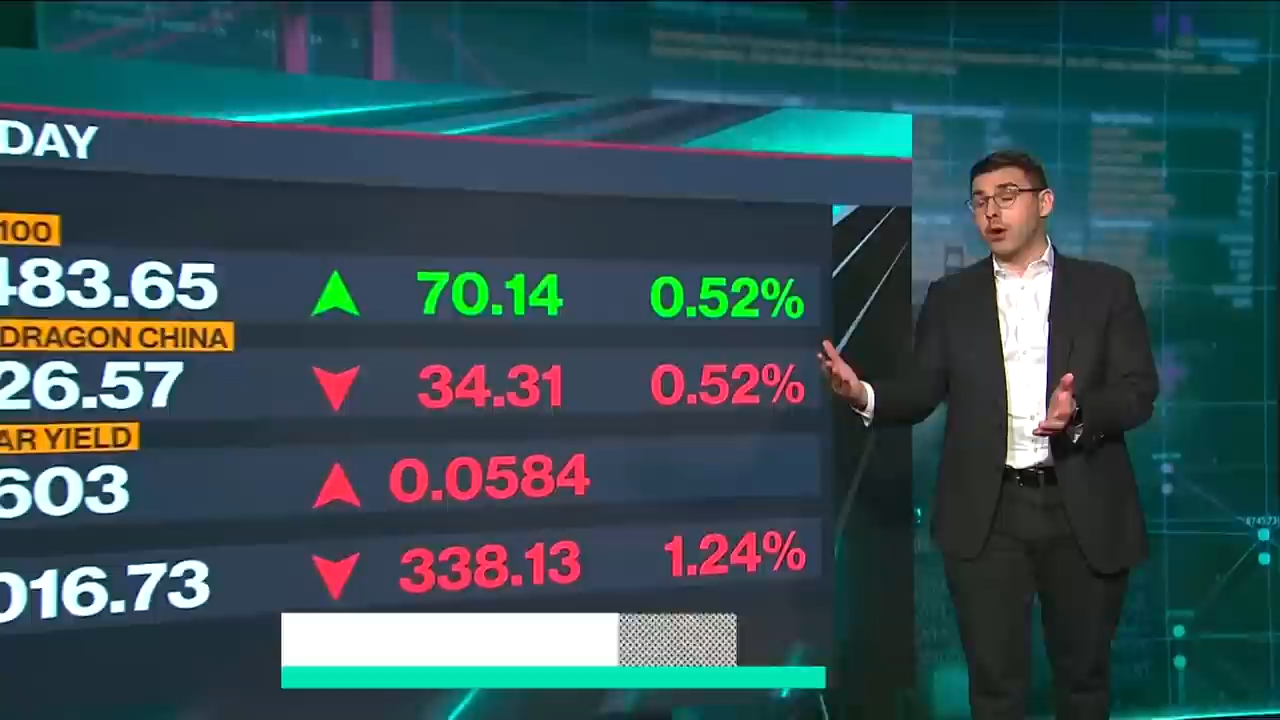 DAY
100
483.65 70.14 0.52%
DRAGON CHINA
26.57 34.31 0.52%
AR YIELD
603 0.0584
016.73 338.13 1.24%